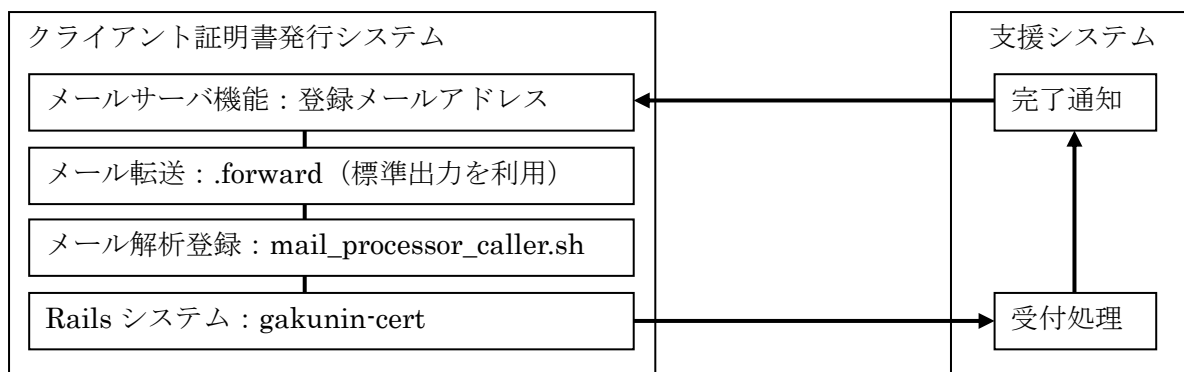 クライアント証明書発行システム
メールサーバ機能：登録メールアドレス
メール転送：.forward（標準出力を利用）
メール解析登録：mail_processor_caller.sh
Rails システム：gakunin-cert
支援システム
完了通知
受付処理